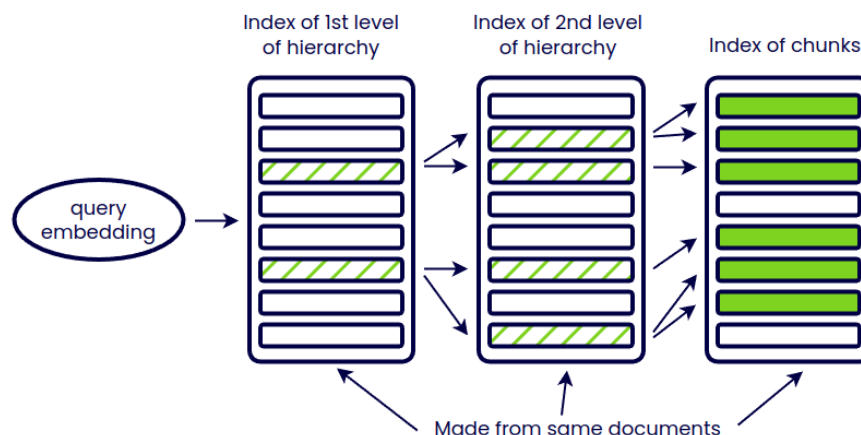 Index of 1st level
of hierarchy
Index of 2nd level
of hierarchy
Index of chunks
query
embedding
Made from same documents